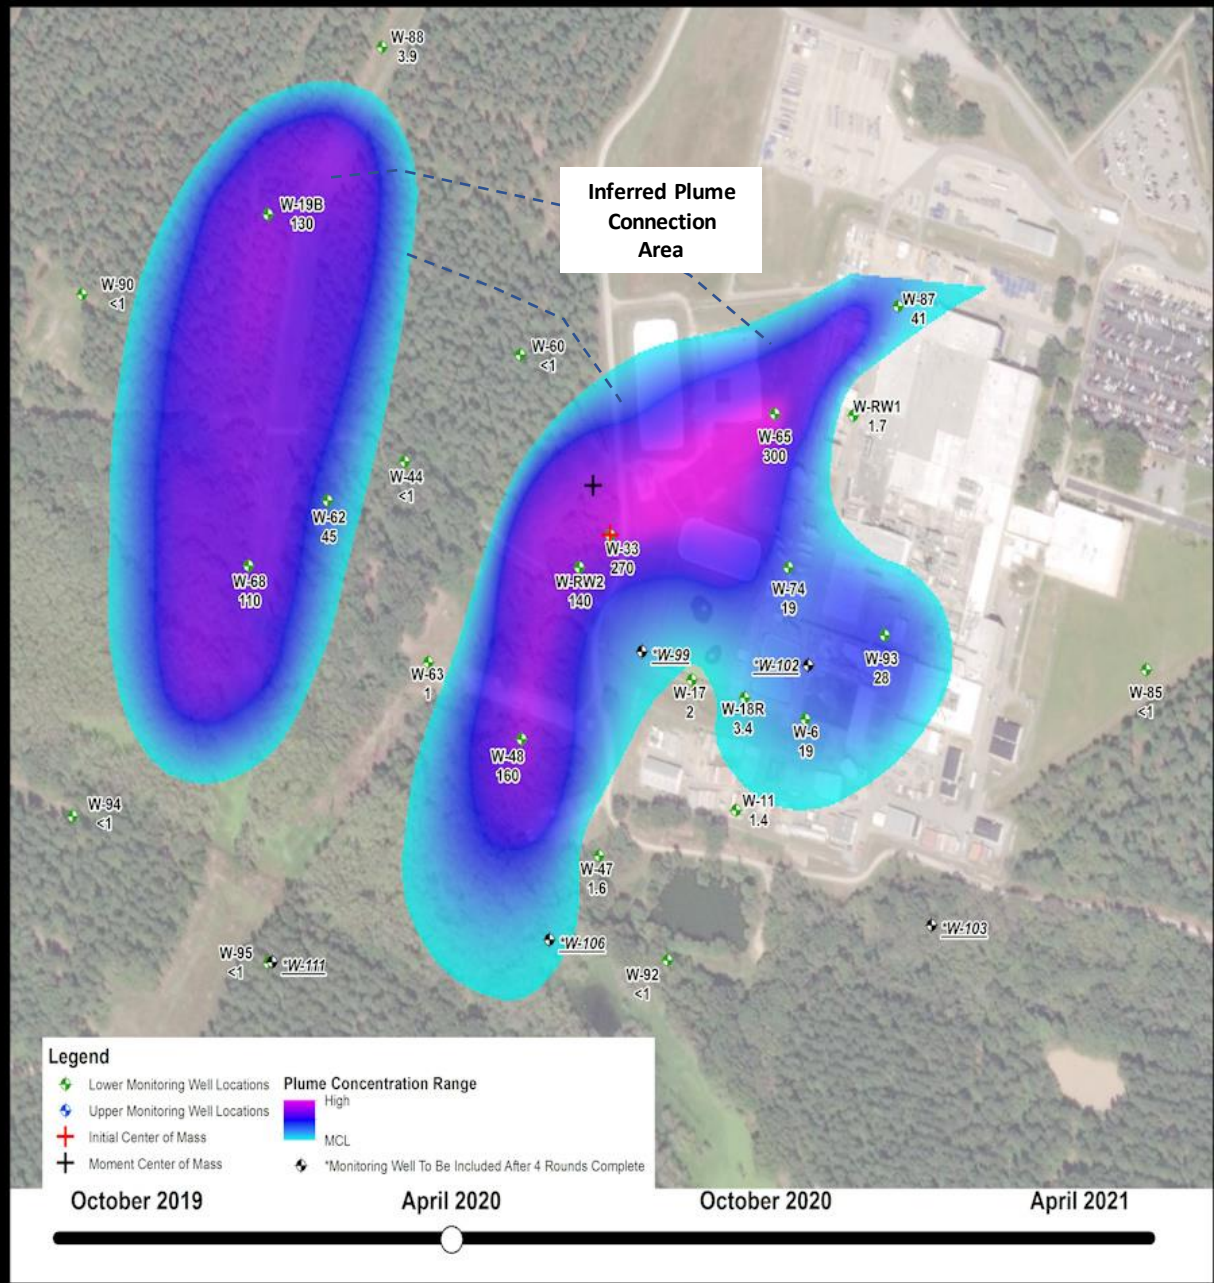 W-88
3.9
W-19B
130
Inferred Plume
Connection
Area
W-90
<1
W-87
41
W-60
<1
W-RW1
1.7
W-65
300
W-44
<1
W-62
45
W-33
270
W-68
110
W-RW2
140
W-74
19
*W-99
*W-102
W-93
28
W-63
1
W-17
2
W-18R
3.4
W-6
19
W-85
<1
W-48
160
W-94
<1
W-11
1.4
W-47
1.6
*W-106
*W-103
W-95
<1
*W-111
W-92
<1
Legend
Lower Monitoring Well Locations
Upper Monitoring Well Locations
Initial Center of Mass
Moment Center of Mass
Plume Concentration Range
High
MCL
*Monitoring Well To Be Included After 4 Rounds Complete
October 2019 April 2020 October 2020 April 2021